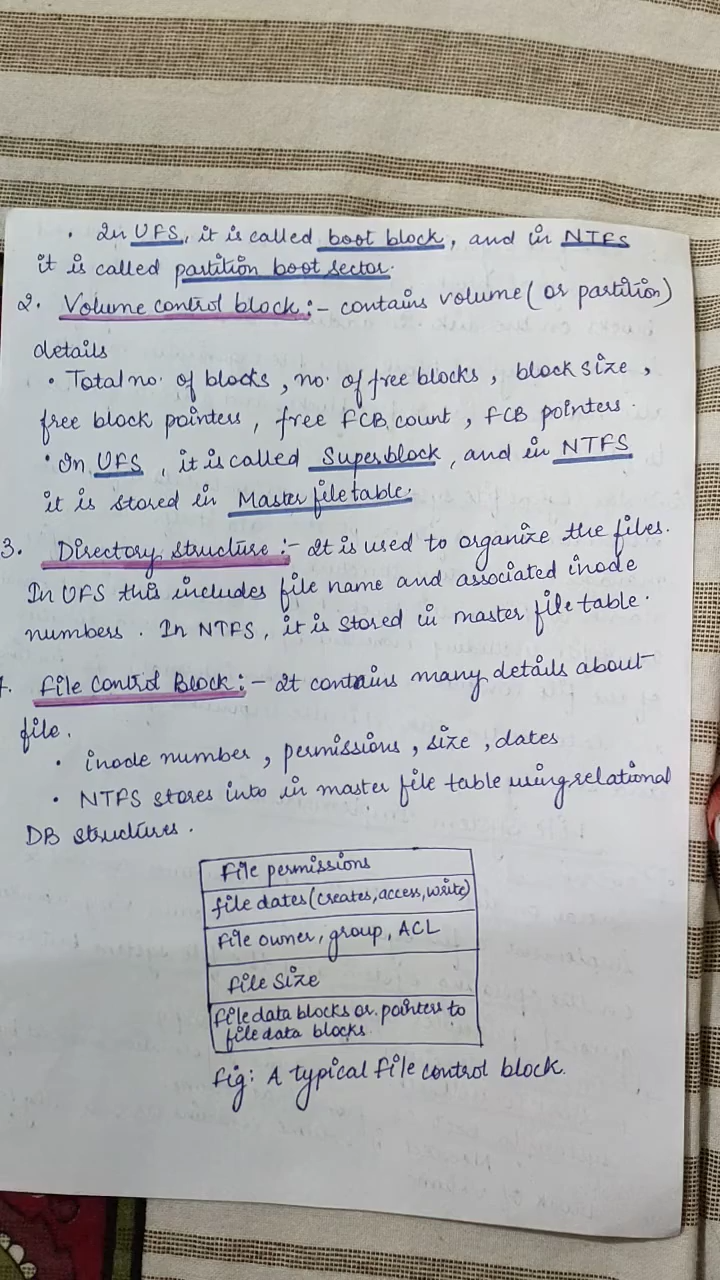 • In UFS, it is called boot block, and in NTFS
it is called partition boot sector.
2. Volume control block :- contains volume (or partition)
details
• Total no. of blocks, no. of free blocks, block size,
free block pointers, free FCB count, FCB pointers.
• In UFS, it is called Superblock, and in NTFS
it is stored in Master file table.
3. Directory structure :- It is used to organize the files.
In UFS this includes file name and associated inode
numbers. In NTFS, it is stored in master file table.
File Control Block :- It contains many details about
file.
• inode number, permissions, size, dates
• NTFS stores into in master file table using relational
DB structures.
File permissions
file dates (creates, access, write)
File owner, group, ACL
File size
file data blocks or pointers to
file data blocks
fig: A typical file control block.